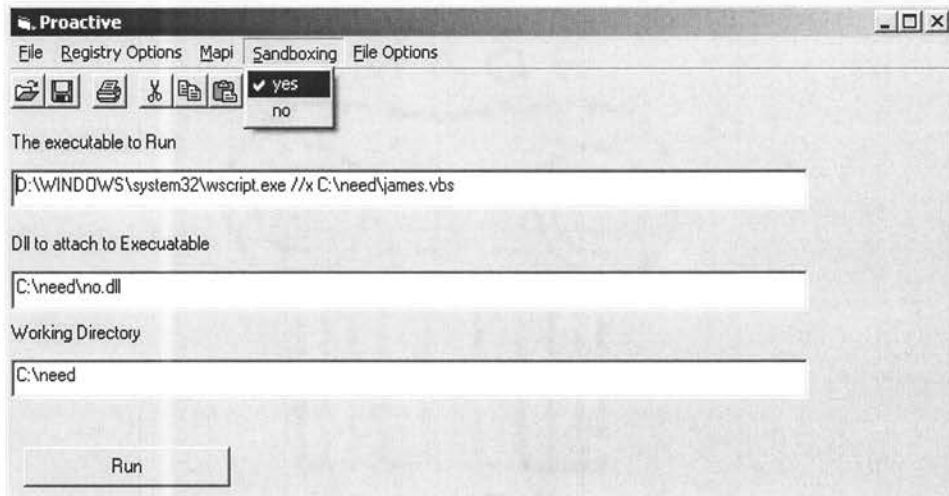 Proactive
File Registry Options Mapi Sandboxing File Options
yes
no
The executable to Run
D:\WINDOWS\system32\wscript.exe //x C:\need\james.vbs
Dll to attach to Execuatable
C:\need\no.dll
Working Directory
C:\need
Run